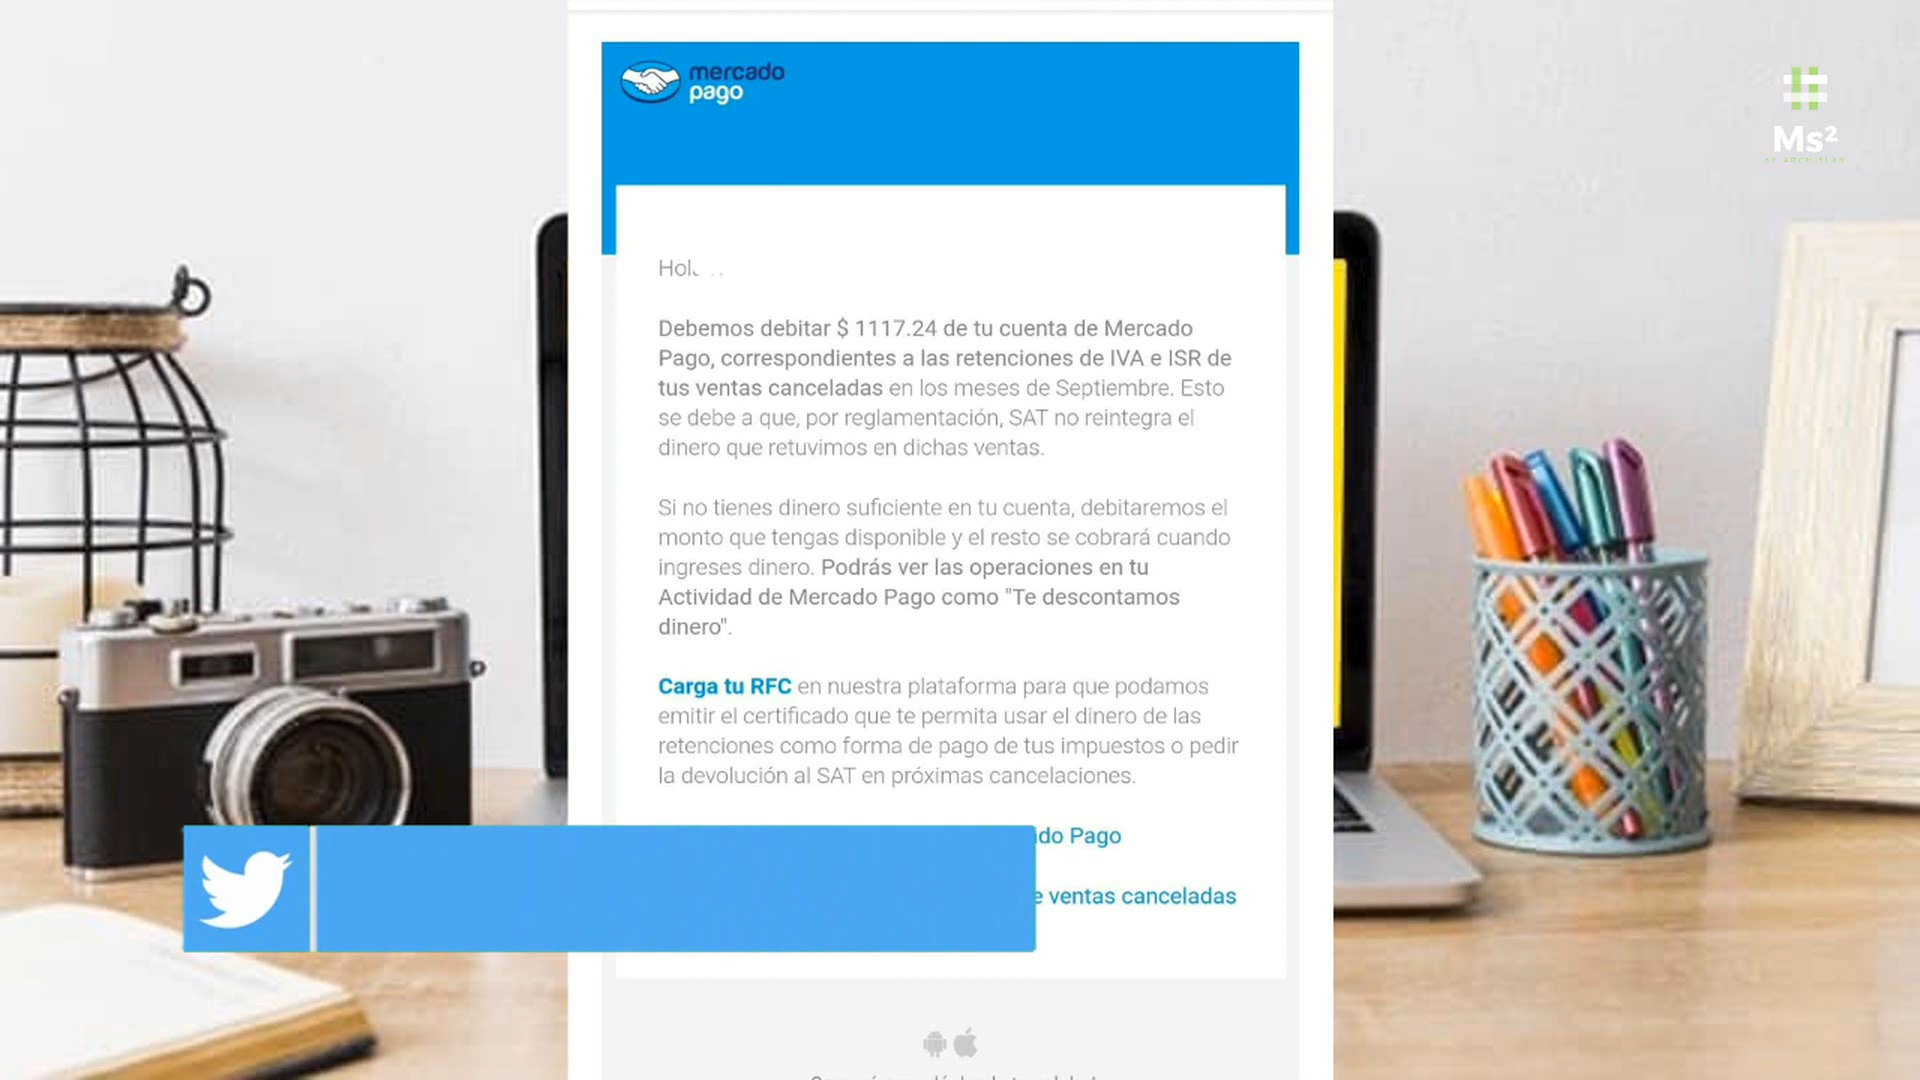 mercado
pago
Ms²
Debemos debitar $ 1117.24 de tu cuenta de Mercado
Pago, correspondientes a las retenciones de IVA e ISR de
tus ventas canceladas en los meses de Septiembre. Esto
se debe a que, por reglamentación, SAT no reintegra el
dinero que retuvimos en dichas ventas.
Si no tienes dinero suficiente en tu cuenta, debitaremos el
monto que tengas disponible y el resto se cobrará cuando
ingreses dinero. Podrás ver las operaciones en tu
Actividad de Mercado Pago como "Te descontamos
dinero".
Carga tu RFC en nuestra plataforma para que podamos
emitir el certificado que te permita usar el dinero de las
retenciones como forma de pago de tus impuestos o pedir
la devolución al SAT en próximas cancelaciones.
Pago
ventas canceladas